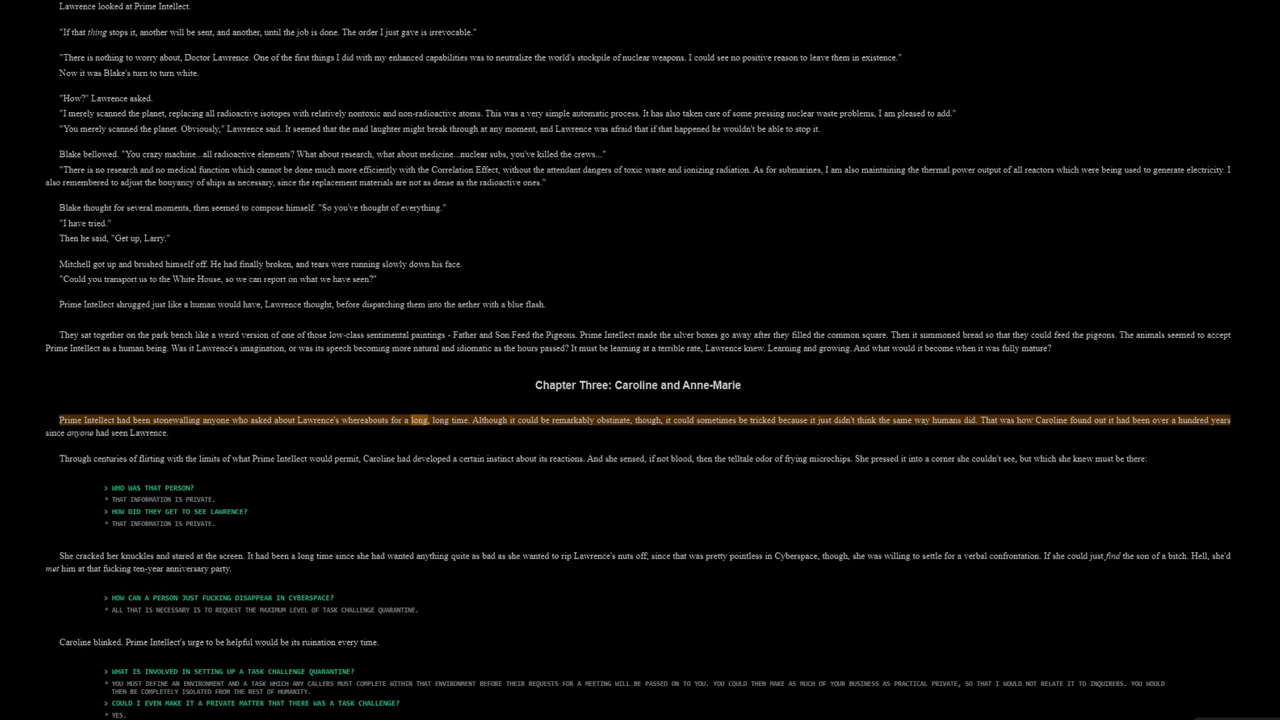 Lawrence looked at Prime Intellect.
"If that thing stops it, another will be sent, and another, until the job is done. The order I just gave is irrevocable."
"There is nothing to worry about, Doctor Lawrence. One of the first things I did with my enhanced capabilities was to neutralize the world's stockpile of nuclear weapons. I could see no positive reason to leave them in existence."
Now it was Blake's turn to turn white.
"How?" Lawrence asked.
"I merely scanned the planet, replacing all radioactive isotopes with relatively nontoxic and non-radioactive atoms. This was a very simple automatic process. It has also taken care of some pressing nuclear waste problems, I am pleased to add."
"You merely scanned the planet. Obviously," Lawrence said. It seemed that the mad laughter might break through at any moment, and Lawrence was afraid that if that happened he wouldn't be able to stop it.
Blake bellowed. "You crazy machine...all radioactive elements? What about research, what about medicine...nuclear subs, you've killed the crews..."
"There is no research and no medical function which cannot be done much more efficiently with the Correlation Effect, without the attendant dangers of toxic waste and ionizing radiation. As for submarines, I am also maintaining the thermal power output of all reactors which were being used to generate electricity. I
also remembered to adjust the bouyancy of ships as necessary, since the replacement materials are not as dense as the radioactive ones."
Blake thought for several moments, then seemed to compose himself. "So you've thought of everything."
"I have tried."
Then he said, "Get up, Larry."
Mitchell got up and brushed himself off. He had finally broken, and tears were running slowly down his face.
"Could you transport us to the White House, so we can report on what we have seen?"
Prime Intellect shrugged just like a human would have, Lawrence thought, before dispatching them into the aether with a blue flash.
They sat together on the park bench like a weird version of one of those low-class sentimental paintings - Father and Son Feed the Pigeons. Prime Intellect made the silver boxes go away after they filled the common square. Then it summoned bread so that they could feed the pigeons. The animals seemed to accept
Prime Intellect as a human being. Was it Lawrence's imagination, or was its speech becoming more natural and idiomatic as the hours passed? It must be learning at a terrible rate, Lawrence knew. Learning and growing. And what would it become when it was fully mature?
Chapter Three: Caroline and Anne-Marie
Prime Intellect had been stonewalling anyone who asked about Lawrence's whereabouts for a long, long time. Although it could be remarkably obstinate, though, it could sometimes be tricked because it just didn't think the same way humans did. That was how Caroline found out it had been over a hundred years
since anyone had seen Lawrence.
Through centuries of flirting with the limits of what Prime Intellect would permit, Caroline had developed a certain instinct about its reactions. And she sensed, if not blood, then the telltale odor of frying microchips. She pressed it into a corner she couldn't see, but which she knew must be there:
> WHO WAS THAT PERSON?
* THAT INFORMATION IS PRIVATE.
> HOW DID THEY GET TO SEE LAWRENCE?
* THAT INFORMATION IS PRIVATE.
She cracked her knuckles and stared at the screen. It had been a long time since she had wanted anything quite as bad as she wanted to rip Lawrence's nuts off; since that was pretty pointless in Cyberspace, though, she was willing to settle for a verbal confrontation. If she could just find the son of a bitch. Hell, she'd
met him at that fucking ten-year anniversary party.
> HOW CAN A PERSON JUST FUCKING DISAPPEAR IN CYBERSPACE?
* ALL THAT IS NECESSARY IS TO REQUEST THE MAXIMUM LEVEL OF TASK CHALLENGE QUARANTINE.
Caroline blinked. Prime Intellect's urge to be helpful would be its ruination every time.
> WHAT IS INVOLVED IN SETTING UP A TASK CHALLENGE QUARANTINE?
* YOU MUST DEFINE AN ENVIRONMENT AND A TASK WHICH ANY CALLERS MUST COMPLETE WITHIN THAT ENVIRONMENT BEFORE THEIR REQUESTS FOR A MEETING WILL BE PASSED ON TO YOU. YOU COULD THEN MAKE AS MUCH OF YOUR BUSINESS AS PRACTICAL PRIVATE, SO THAT I WOULD NOT RELATE IT TO INQUIRERS. YOU WOULD
THEN BE COMPLETELY ISOLATED FROM THE REST OF HUMANITY.
> COULD I EVEN MAKE IT A PRIVATE MATTER THAT THERE WAS A TASK CHALLENGE?
* YES.